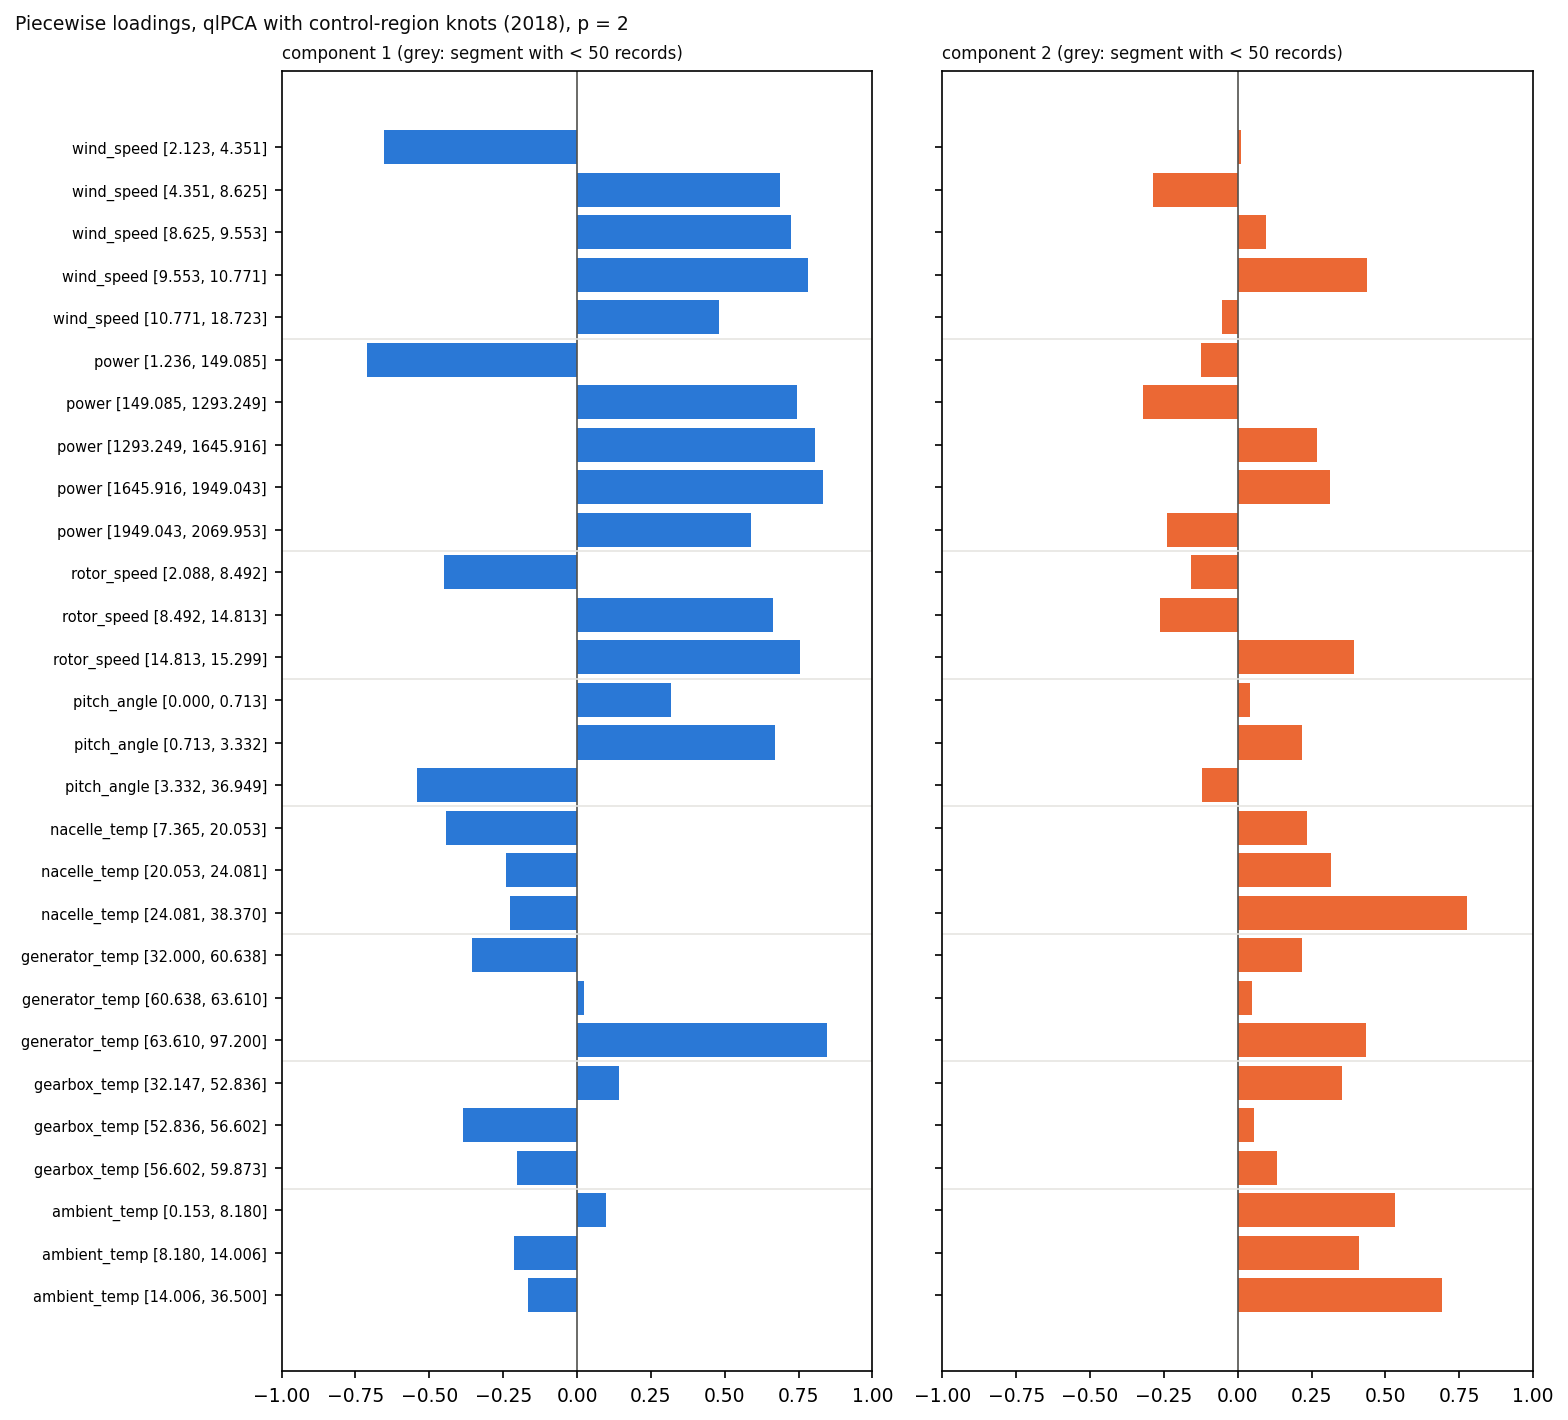 Piecewise loadings, qlPCA with control-region knots (2018), p = 2
component 1 (grey: segment with < 50 records)
component 2 (grey: segment with < 50 records)
wind_speed [2.123, 4.351]
wind_speed [4.351, 8.625]
wind_speed [8.625, 9.553]
wind_speed [9.553, 10.771]
wind_speed [10.771, 18.723]
power [1.236, 149.085]
power [149.085, 1293.249]
power [1293.249, 1645.916]
power [1645.916, 1949.043]
power [1949.043, 2069.953]
rotor_speed [2.088, 8.492]
rotor_speed [8.492, 14.813]
rotor_speed [14.813, 15.299]
pitch_angle [0.000, 0.713]
pitch_angle [0.713, 3.332]
pitch_angle [3.332, 36.949]
nacelle_temp [7.365, 20.053]
nacelle_temp [20.053, 24.081]
nacelle_temp [24.081, 38.370]
generator_temp [32.000, 60.638]
generator_temp [60.638, 63.610]
generator_temp [63.610, 97.200]
gearbox_temp [32.147, 52.836]
gearbox_temp [52.836, 56.602]
gearbox_temp [56.602, 59.873]
ambient_temp [0.153, 8.180]
ambient_temp [8.180, 14.006]
ambient_temp [14.006, 36.500]
−1.00 −0.75 −0.50 −0.25 0.00 0.25 0.50 0.75 1.00
−1.00 −0.75 −0.50 −0.25 0.00 0.25 0.50 0.75 1.00